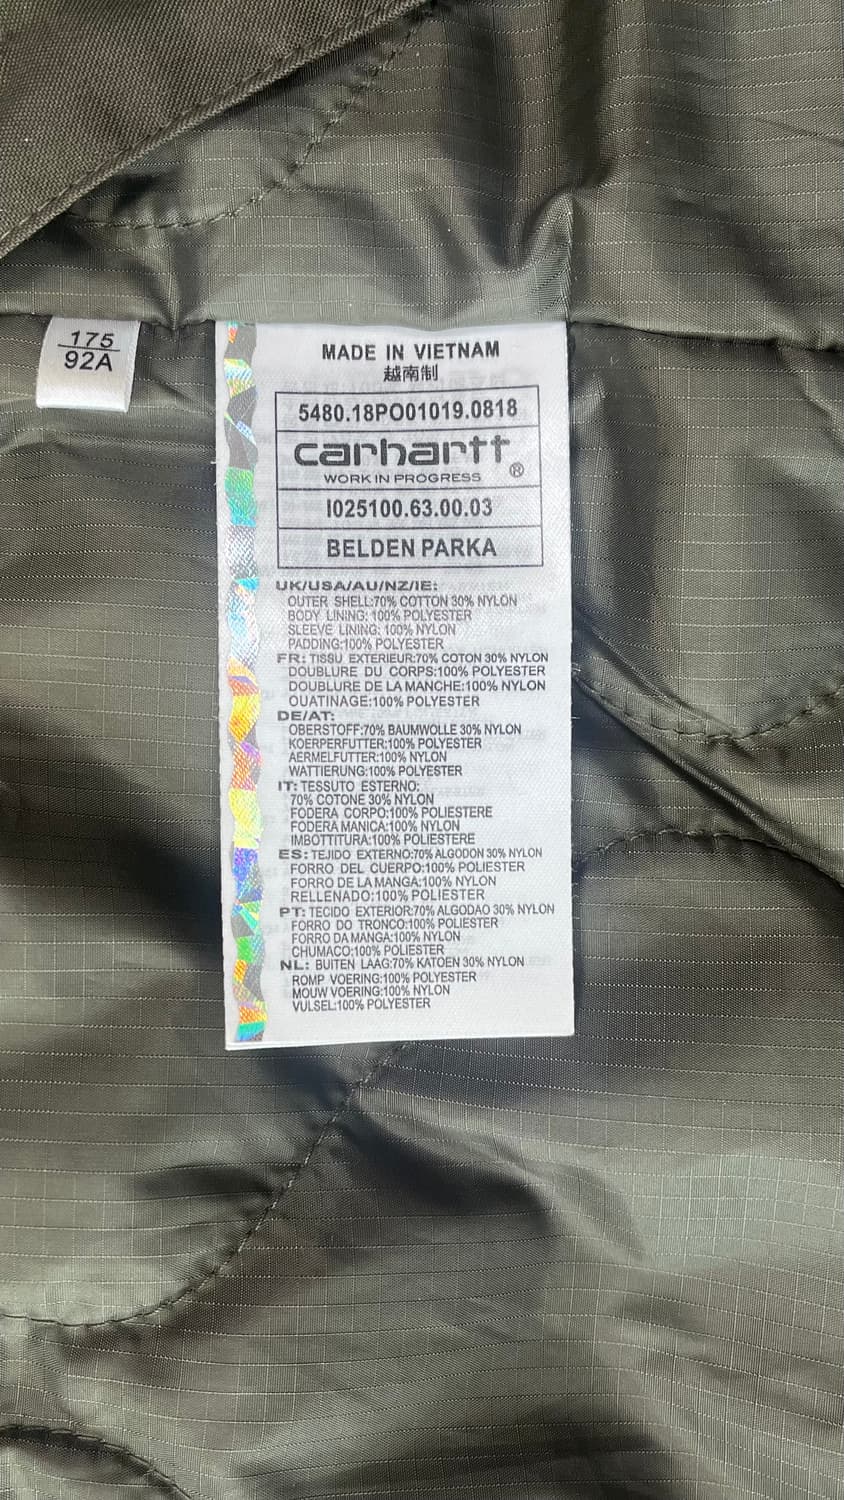 175
92A
MADE IN VIETNAM
越南制
5480.18PO01019.0818
carhartt®
WORK IN PROGRESS
I025100.63.00.03
BELDEN PARKA
UK/USA/AU/NZ/IE:
OUTER SHELL:70% COTTON 30% NYLON
BODY LINING: 100% POLYESTER
SLEEVE LINING: 100% NYLON
PADDING:100% POLYESTER
FR: TISSU EXTERIEUR:70% COTON 30% NYLON
DOUBLURE DU CORPS:100% POLYESTER
DOUBLURE DE LA MANCHE:100% NYLON
OUATINAGE:100% POLYESTER
DE/AT:
OBERSTOFF:70% BAUMWOLLE 30% NYLON
KOERPERFUTTER:100% POLYESTER
AERMELFUTTER:100% NYLON
WATTIERUNG:100% POLYESTER
IT: TESSUTO ESTERNO:
70% COTONE 30% NYLON
FODERA CORPO:100% POLIESTERE
FODERA MANICA:100% NYLON
IMBOTTITURA:100% POLIESTERE
ES: TEJIDO EXTERNO:70% ALGODON 30% NYLON
FORRO DEL CUERPO:100% POLIESTER
FORRO DE LA MANGA:100% NYLON
RELLENADO:100% POLIESTER
PT: TECIDO EXTERIOR:70% ALGODAO 30% NYLON
FORRO DO TRONCO:100% POLIESTER
FORRO DA MANGA:100% NYLON
CHUMACO:100% POLIESTER
NL: BUITEN LAAG:70% KATOEN 30% NYLON
ROMP VOERING:100% POLYESTER
MOUW VOERING:100% NYLON
VULSEL:100% POLYESTER